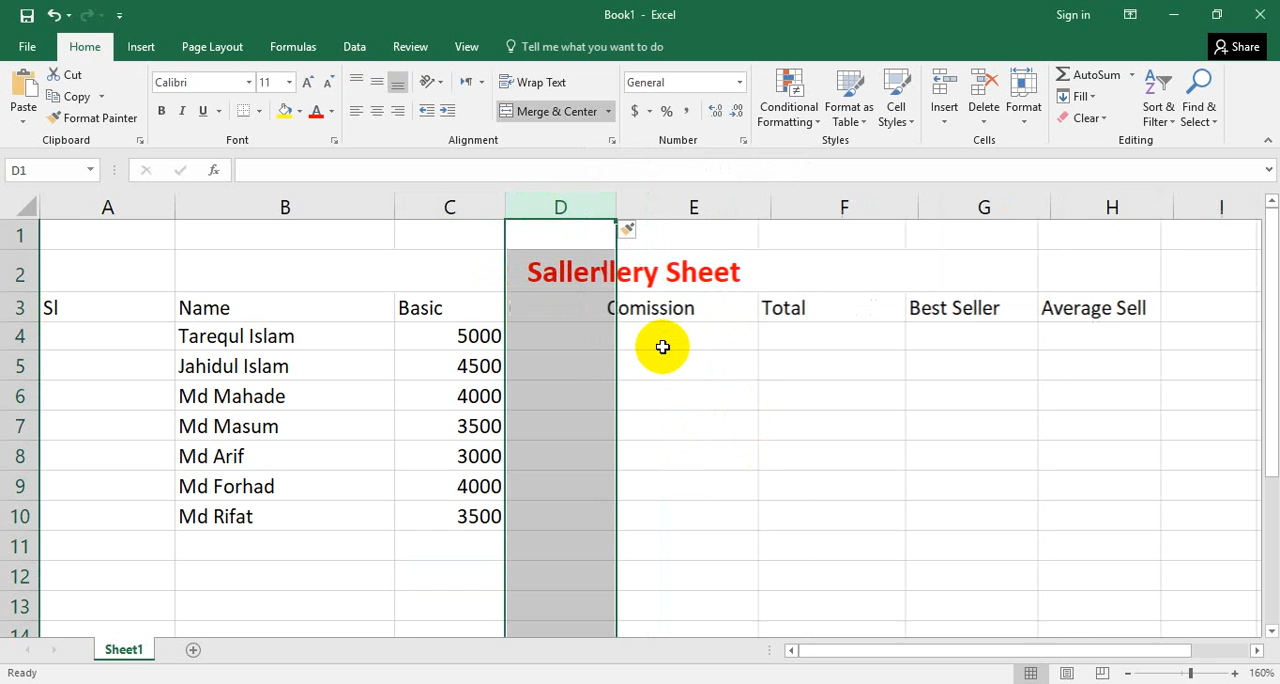 Book1 - Excel
Sign in
File Home Insert Page Layout Formulas Data Review View Tell me what you want to do Share
Paste
Cut
Copy
Format Painter
Clipboard
Calibri 11
B I U
Font
Wrap Text
Merge & Center
Alignment
General
$ % ,
Number
Conditional Formatting
Format as Table
Cell Styles
Styles
Insert Delete Format
Cells
AutoSum
Fill
Clear
Sort & Filter
Find & Select
Editing
D1 fx
A B C D E F G H I
1
2 Sheet
3 Sl Name Basic Comission Total Best Seller Average Sell
4 Tarequl Islam 5000
5 Jahidul Islam 4500
6 Md Mahade 4000
7 Md Masum 3500
8 Md Arif 3000
9 Md Forhad 4000
10 Md Rifat 3500
11
12
13
14
Sheet1
Ready 160%